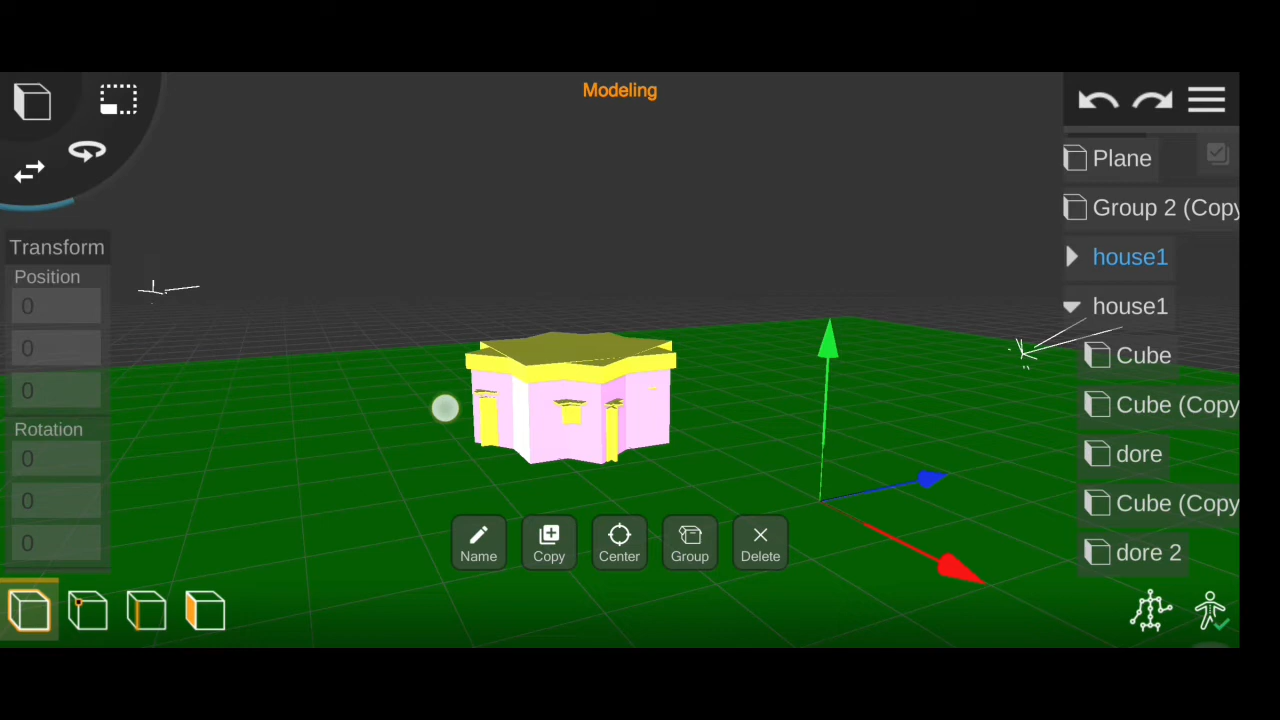 Modeling
Transform
Position
0
0
0
Rotation
0
0
0
Name
Copy
Center
Group
Delete
Plane
Group 2 (Copy
house1
house1
Cube
Cube (Copy
dore
Cube (Copy
dore 2